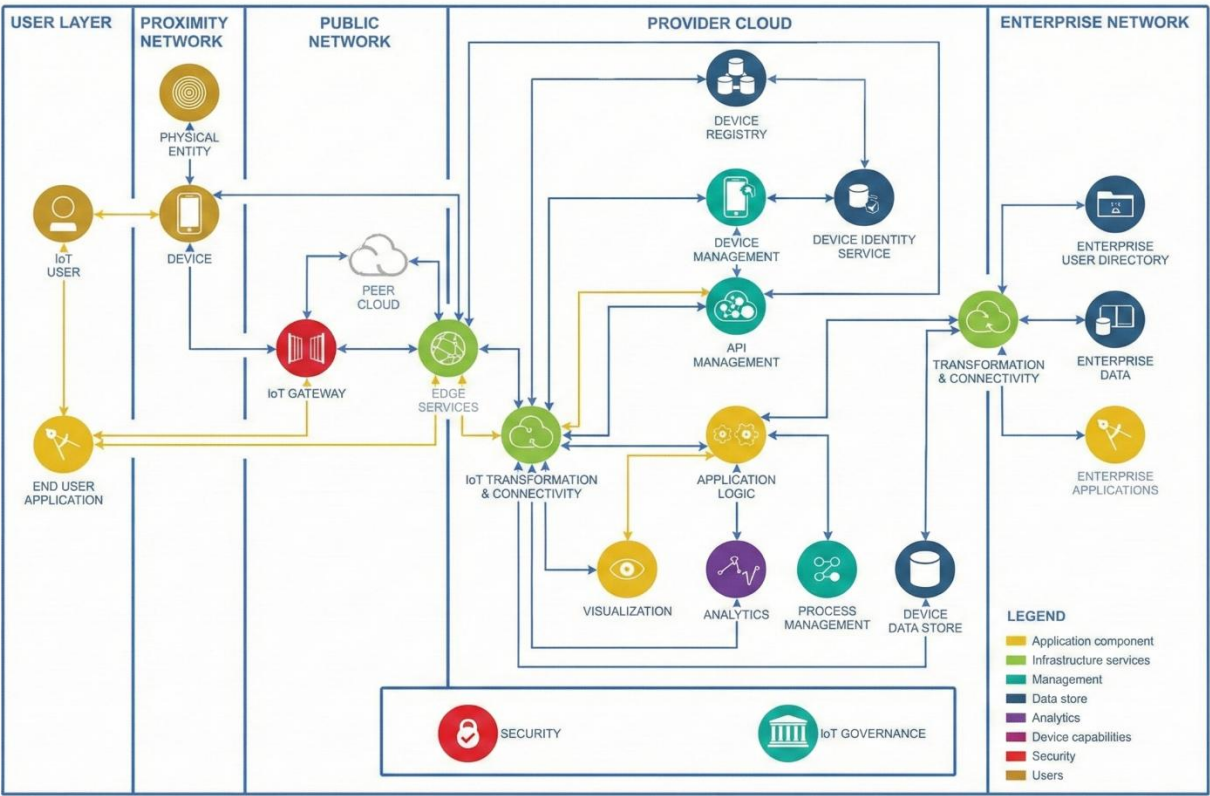 USER LAYER
PROXIMITY
NETWORK
PUBLIC
NETWORK
PROVIDER CLOUD
ENTERPRISE NETWORK
PHYSICAL
ENTITY
DEVICE
REGISTRY
IoT
USER
DEVICE
PEER
CLOUD
DEVICE
MANAGEMENT
DEVICE IDENTITY
SERVICE
ENTERPRISE
USER DIRECTORY
IoT GATEWAY
EDGE
SERVICES
API
MANAGEMENT
TRANSFORMATION
& CONNECTIVITY
ENTERPRISE
DATA
END USER
APPLICATION
IoT TRANSFORMATION
& CONNECTIVITY
APPLICATION
LOGIC
ENTERPRISE
APPLICATIONS
VISUALIZATION
ANALYTICS
PROCESS
MANAGEMENT
DEVICE
DATA STORE
LEGEND
Application component
Infrastructure services
Management
Data store
Analytics
Device capabilities
Security
Users
SECURITY
IoT GOVERNANCE